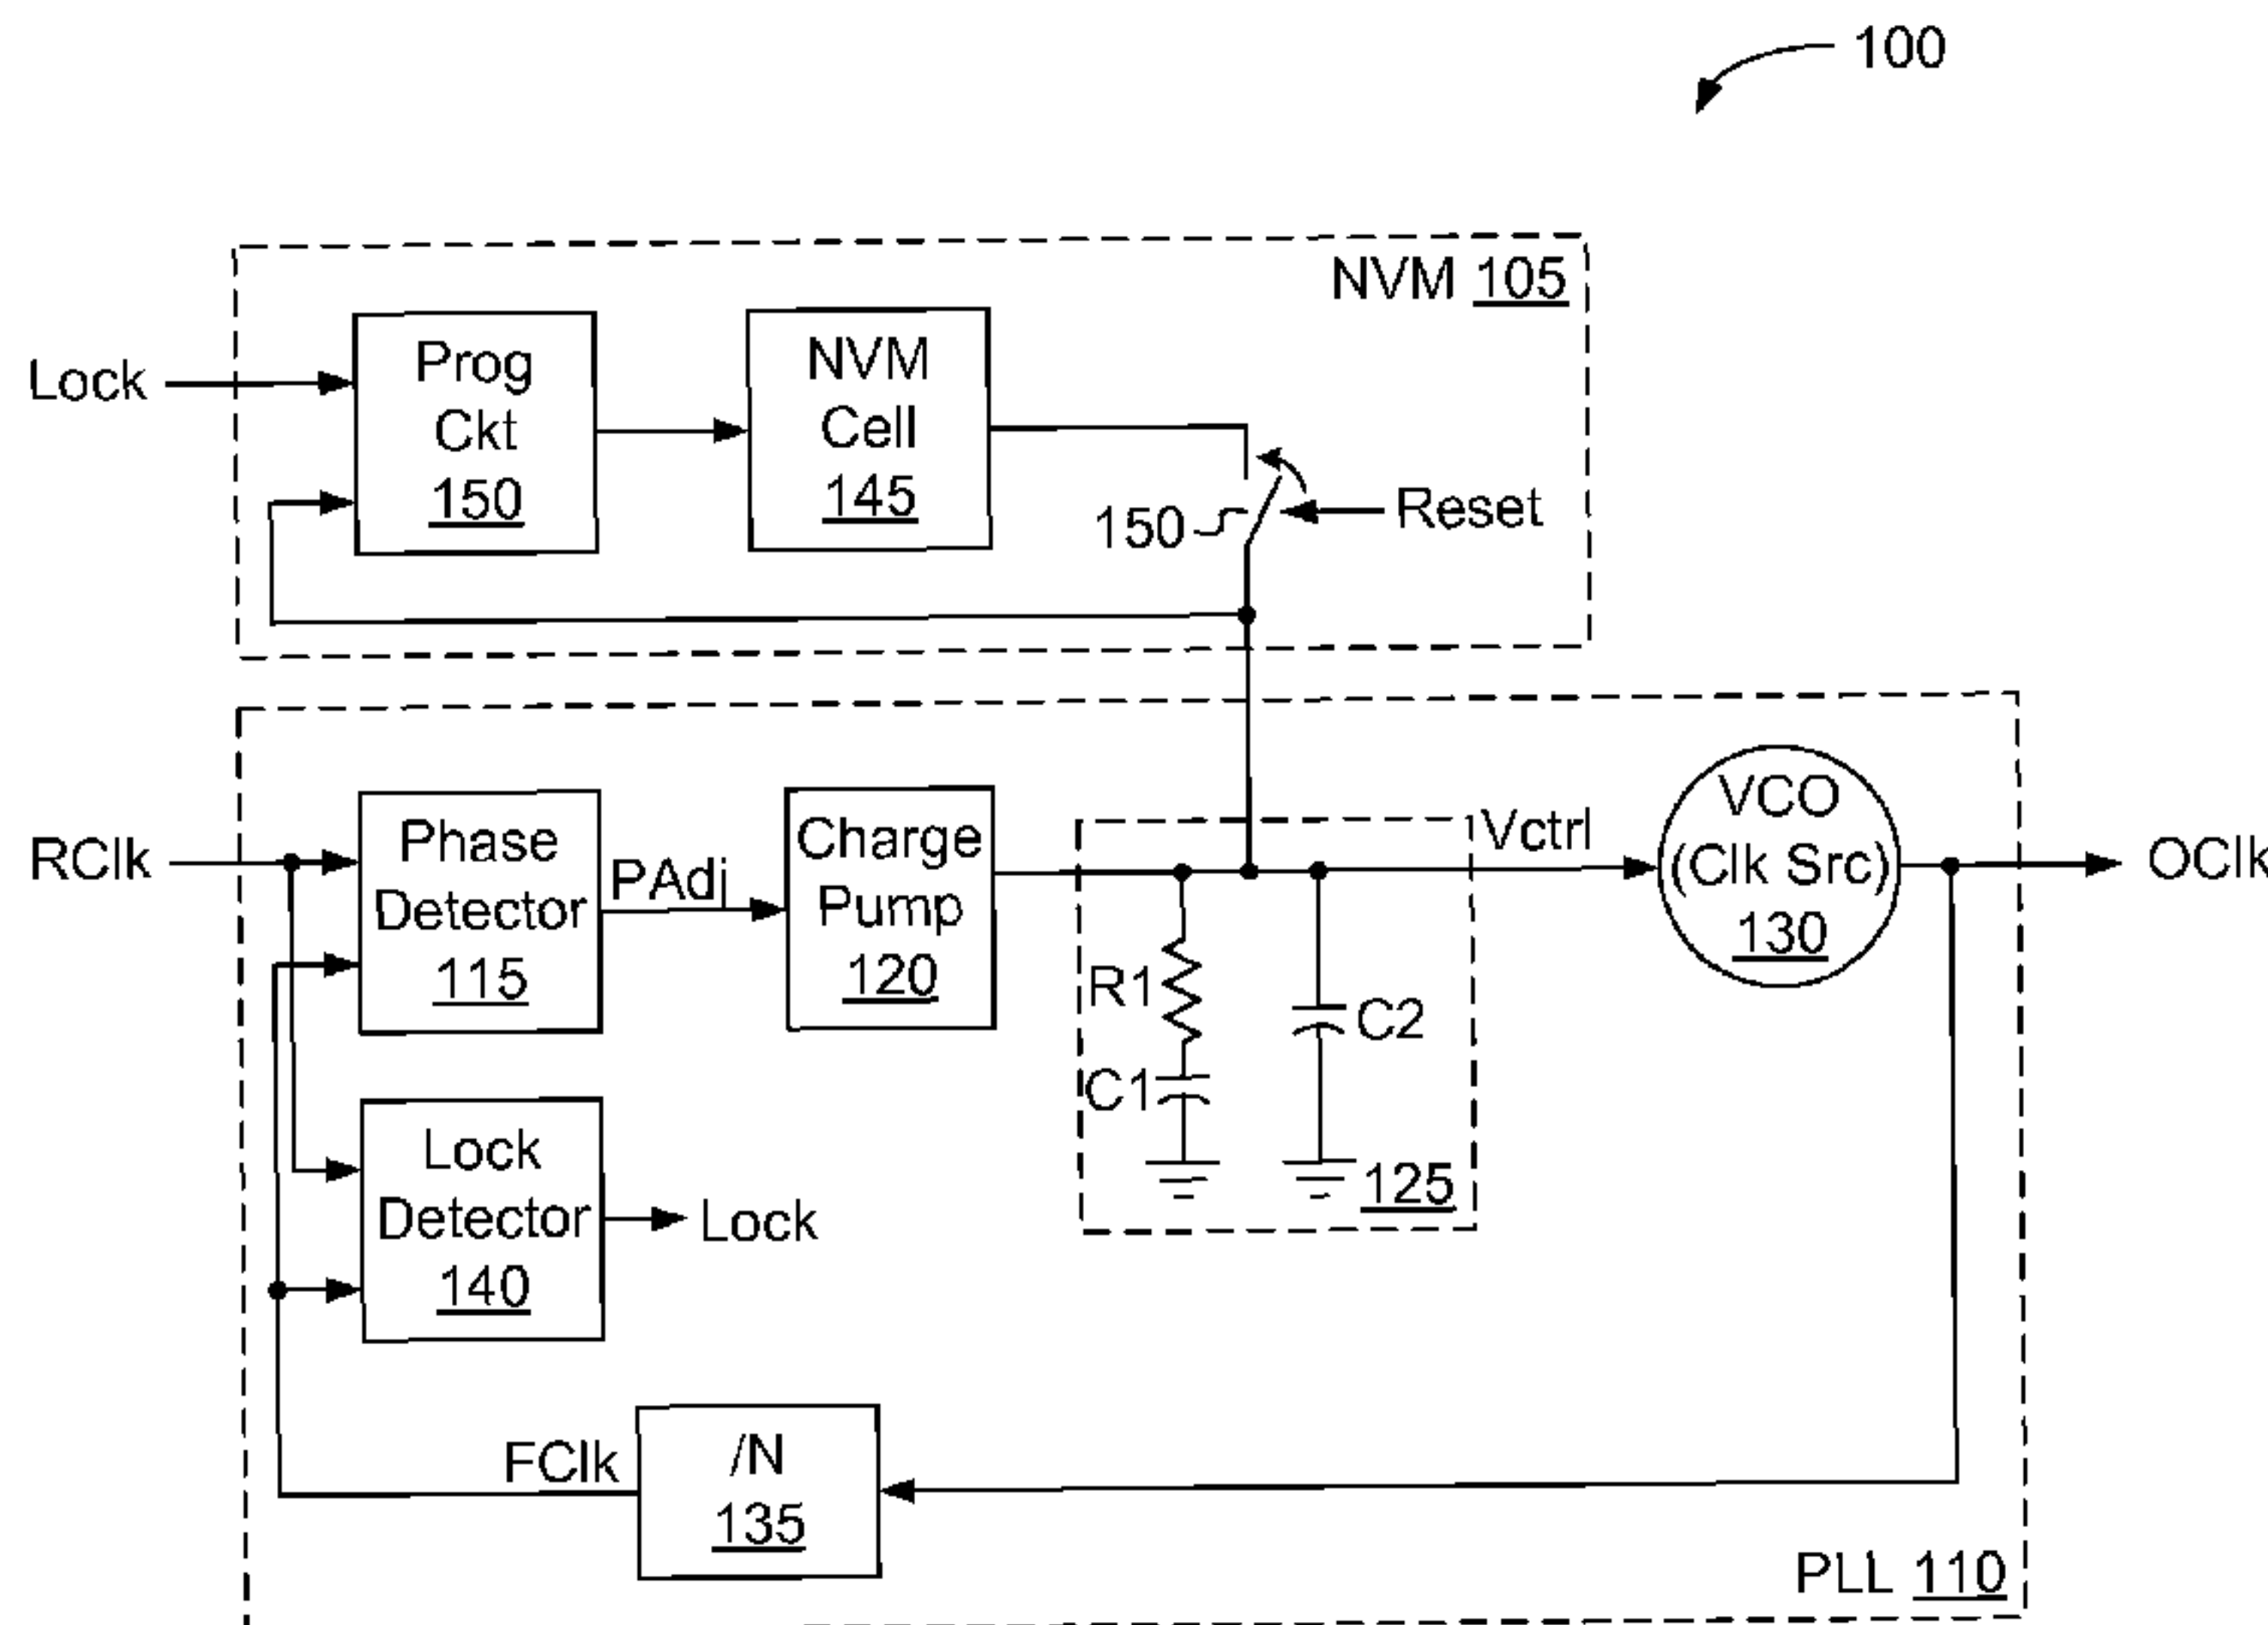 100
NVM 105
Lock
Prog
Ckt
150
NVM
Cell
145
150
Reset
RClk
Phase
Detector
115
PAdj
Charge
Pump
120
R1
C1
C2
125
Vctrl
VCO
(Clk Src)
130
OClk
Lock
Detector
140
Lock
FClk
/N
135
PLL 110